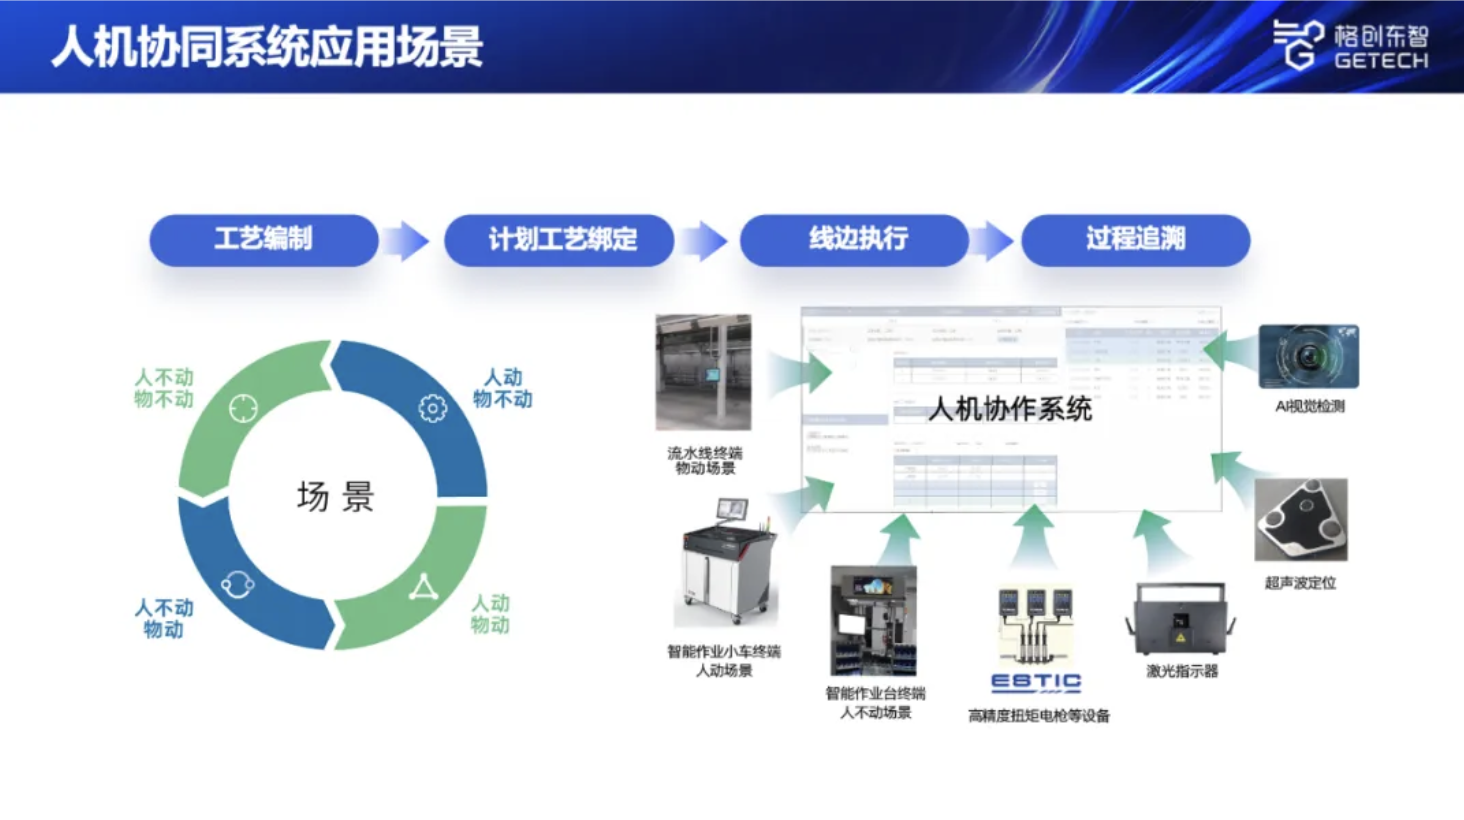 人机协同系统应用场景
格创东智
GETECH
工艺编制
计划工艺绑定
线边执行
过程追溯
人不动
物不动
人动
物不动
场景
人不动
物动
人动
物动
流水线终端
物动场景
人机协作系统
AI视觉检测
智能作业小车终端
人动场景
智能作业台终端
人不动场景
ESTIC
高精度扭矩电枪等设备
激光指示器
超声波定位